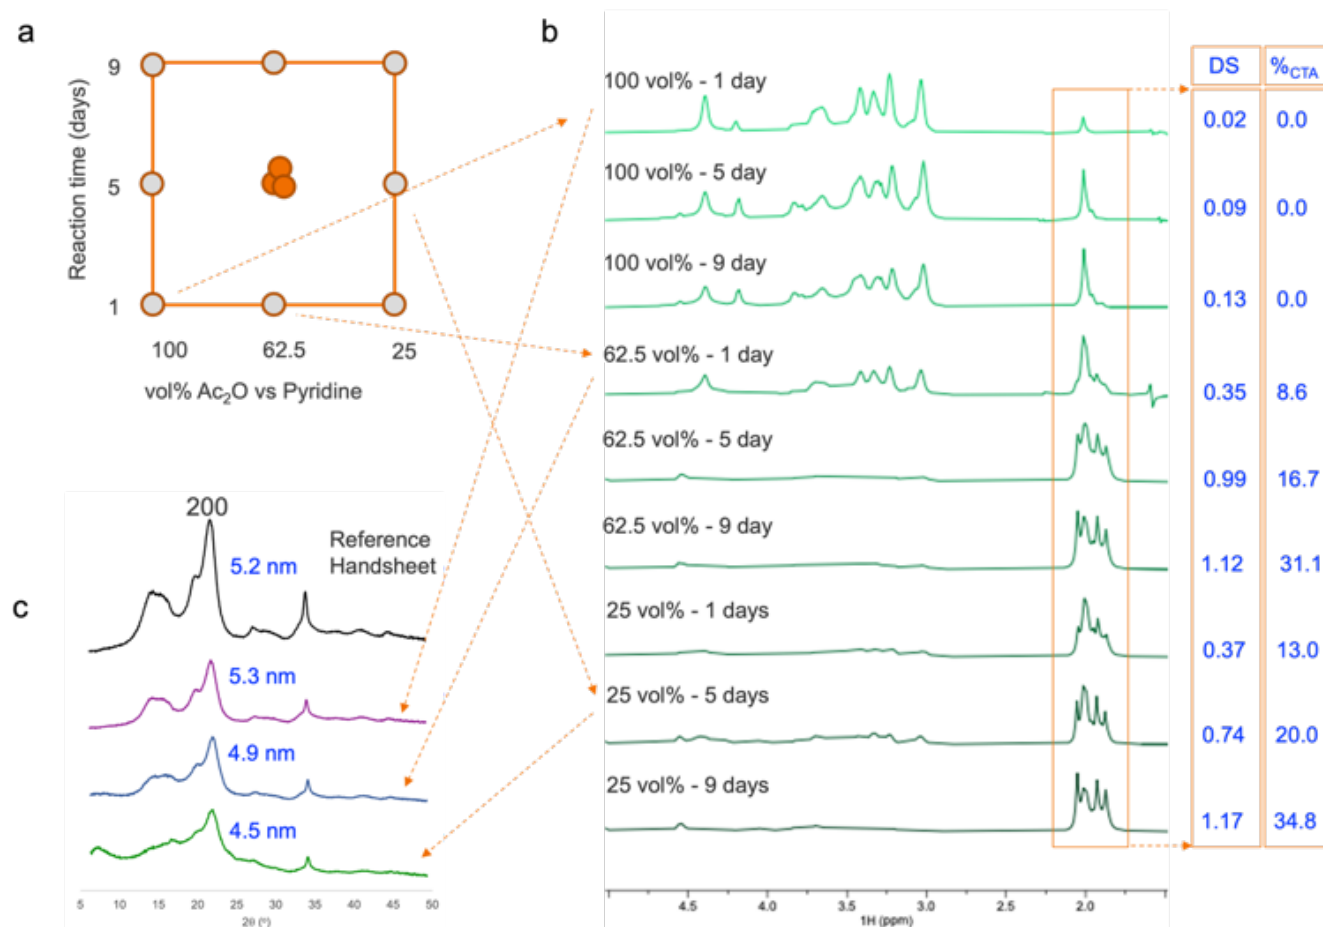 a
Reaction time (days)
9
5
1
100 62.5 25
vol% Ac₂O vs Pyridine
b
DS %CTA
100 vol% - 1 day 0.02 0.0
100 vol% - 5 day 0.09 0.0
100 vol% - 9 day 0.13 0.0
62.5 vol% - 1 day 0.35 8.6
62.5 vol% - 5 day 0.99 16.7
62.5 vol% - 9 day 1.12 31.1
25 vol% - 1 days 0.37 13.0
25 vol% - 5 days 0.74 20.0
25 vol% - 9 days 1.17 34.8
4.5 4.0 3.5 3.0 2.5 2.0
1H (ppm)
c
200
Reference
Handsheet
5.2 nm
5.3 nm
4.9 nm
4.5 nm
5 10 15 20 25 30 35 40 45 50
2θ (º)